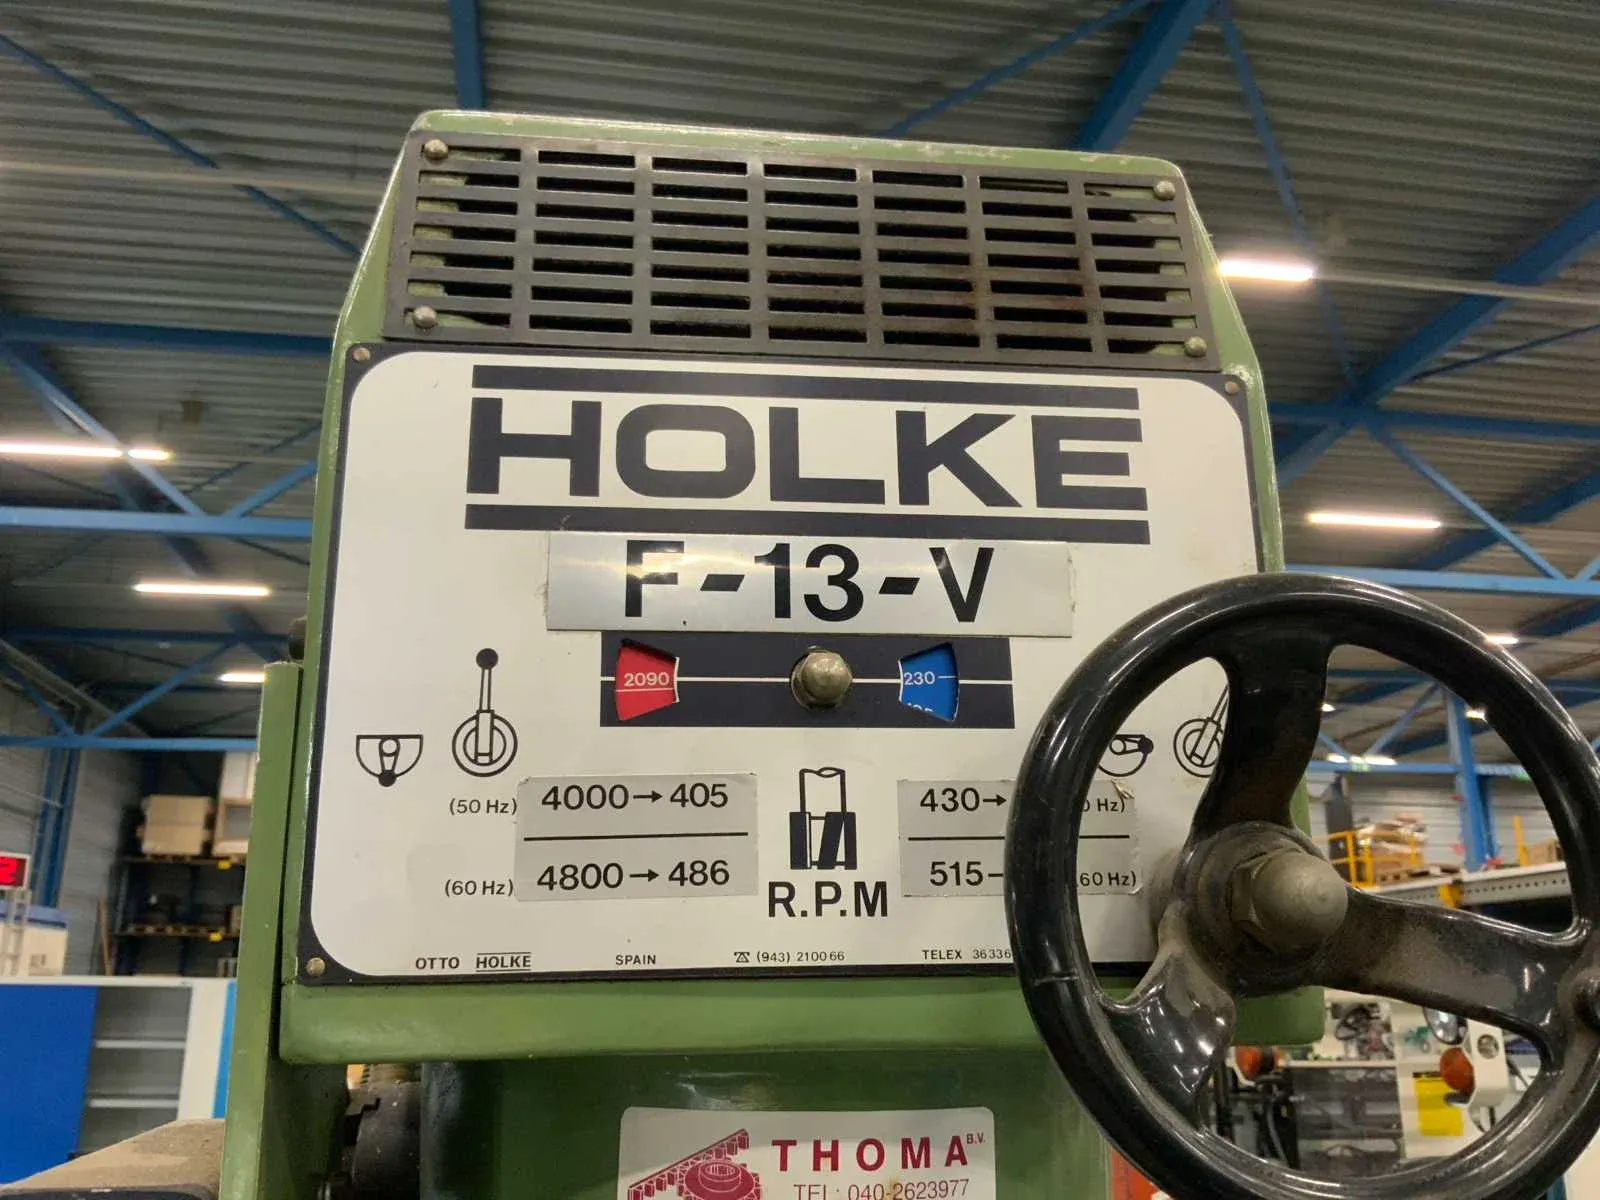 HOLKE
F-13-V
2090 230
(50 Hz) 4000→405 430→ Hz)
(60 Hz) 4800→486 515- 60 Hz)
R.P.M
OTTO HOLKE SPAIN ☎ (943) 210066 TELEX 36336
THOMA B.V.
TEL: 040-2623977
2